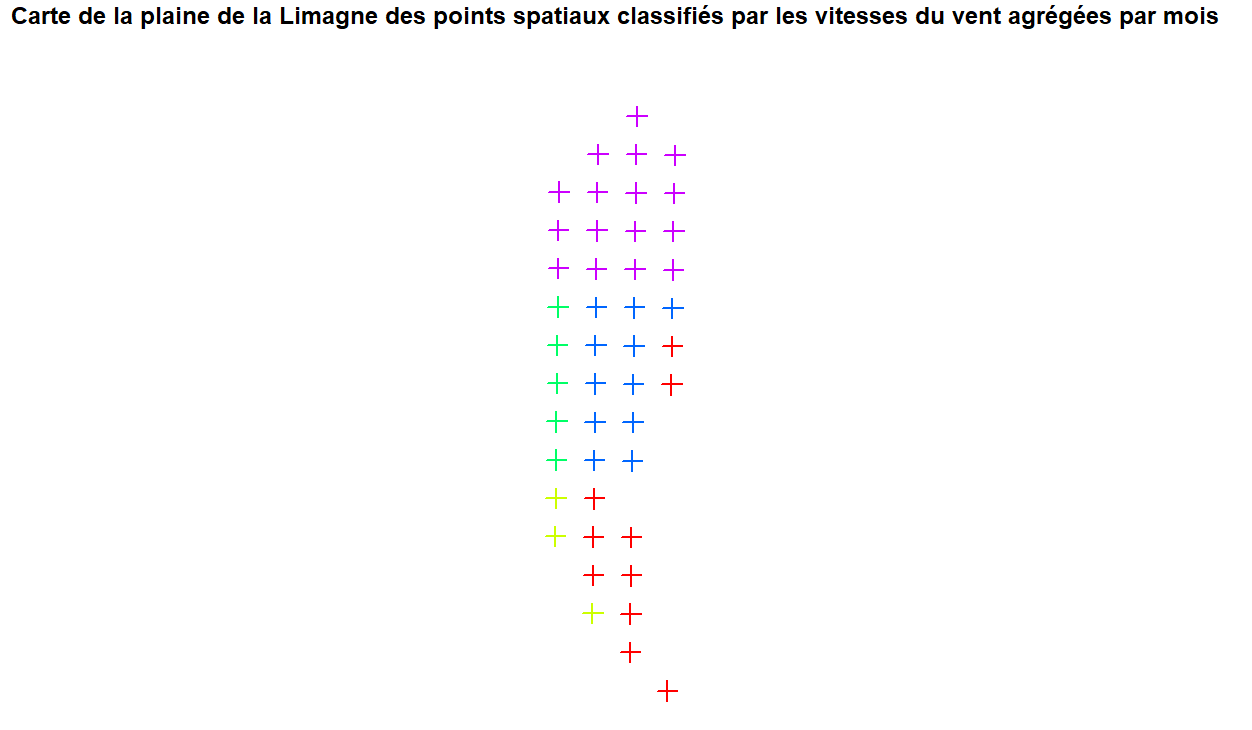 Carte de la plaine de la Limagne des points spatiaux classifiés par les vitesses du vent agrégées par mois